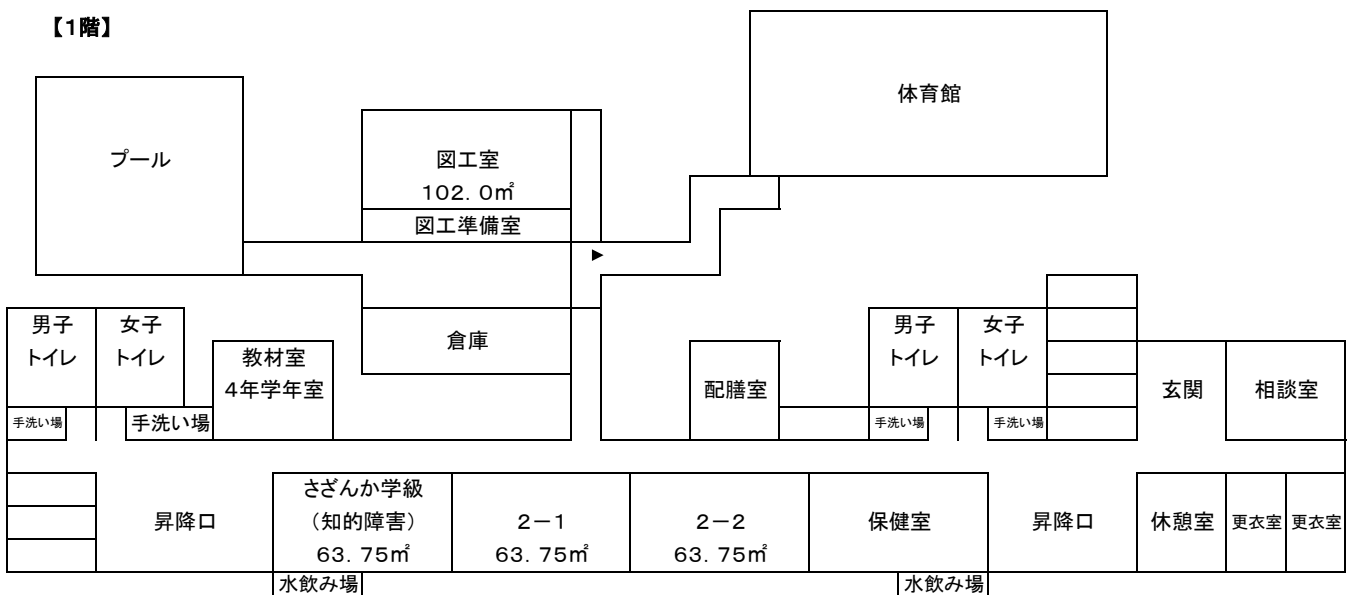 【1階】
体育館
プール
図工室
102.0㎡
図工準備室
▶
男子
トイレ
女子
トイレ
教材室
4年学年室
倉庫
配膳室
男子
トイレ
女子
トイレ
玄関
相談室
手洗い場
手洗い場
手洗い場
手洗い場
昇降口
さざんか学級
（知的障害）
63.75㎡
2－1
63.75㎡
2－2
63.75㎡
保健室
昇降口
休憩室
更衣室
更衣室
水飲み場
水飲み場